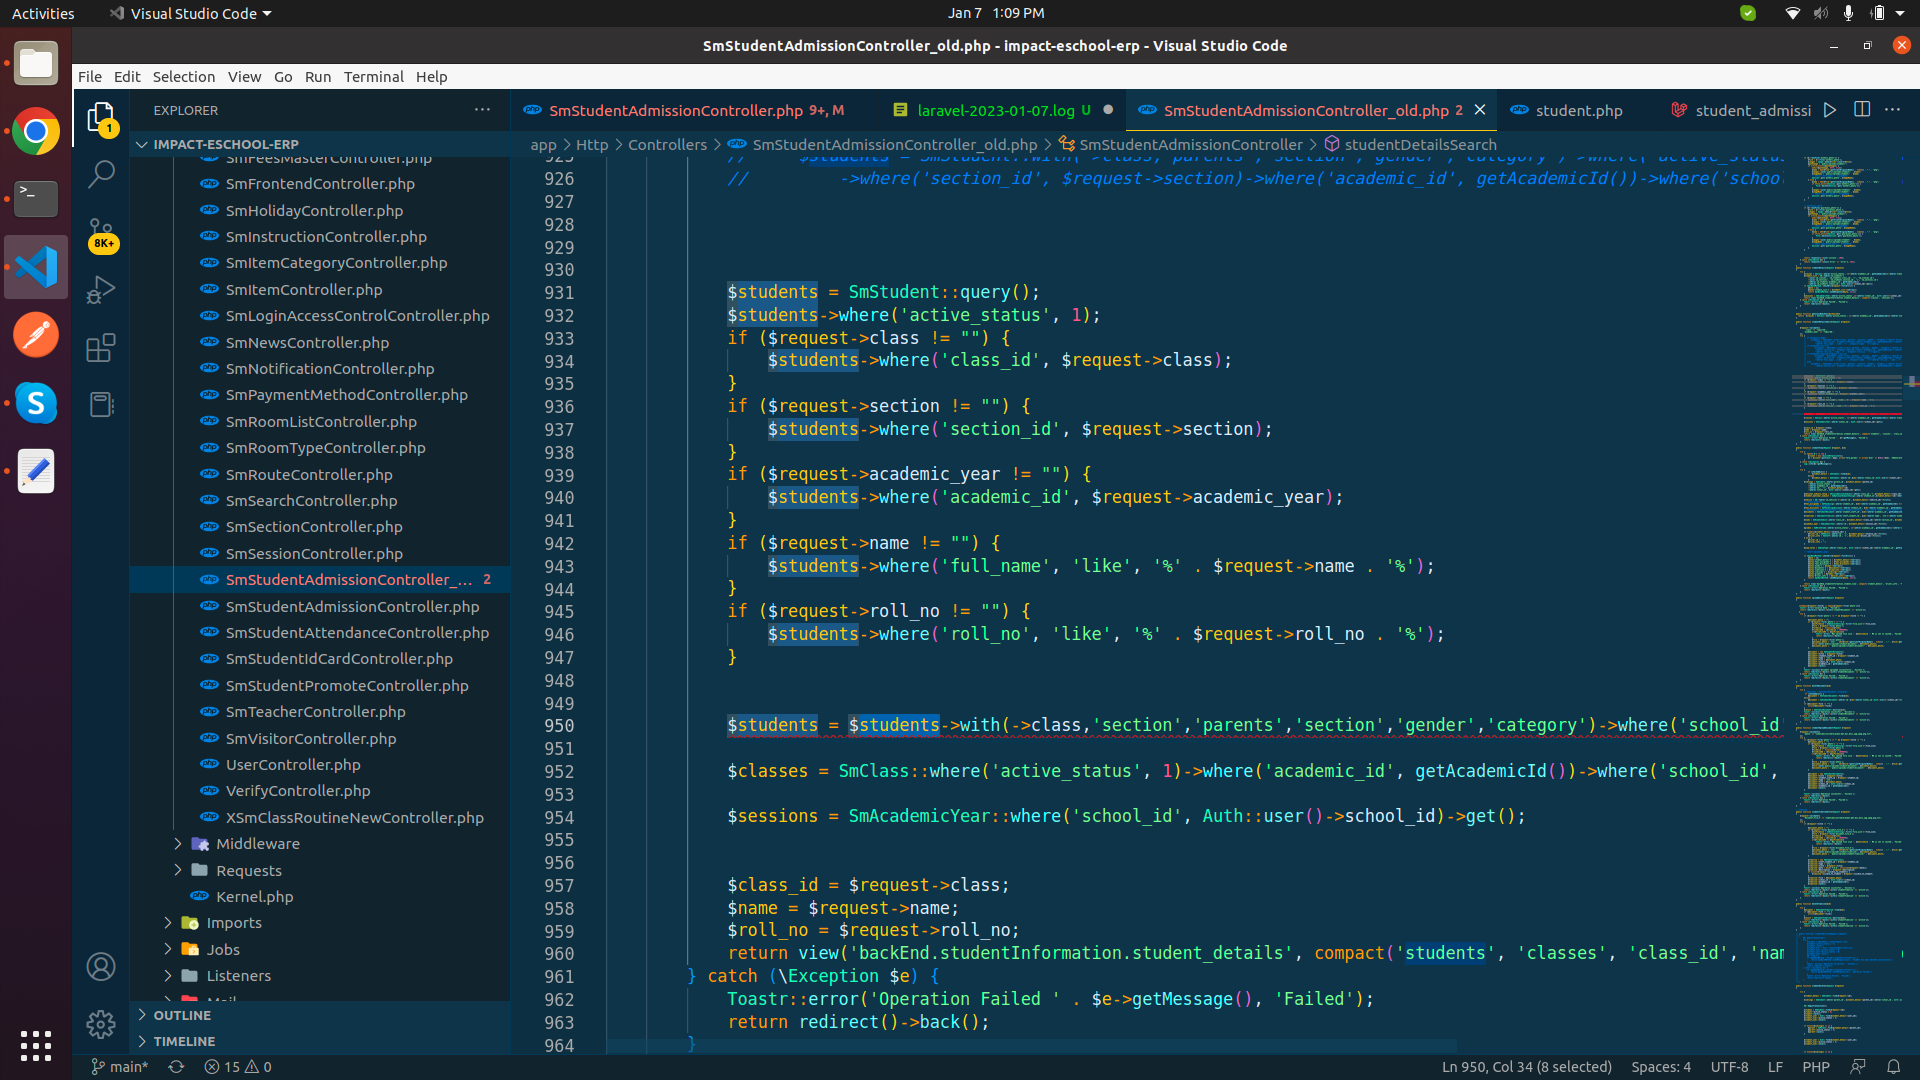 Activities
Visual Studio Code
Jan 7 1:09 PM
SmStudentAdmissionController_old.php - impact-eschool-erp - Visual Studio Code
File Edit Selection View Go Run Terminal Help
EXPLORER
SmStudentAdmissionController.php 9+, M
laravel-2023-01-07.log U
SmStudentAdmissionController_old.php 2
student.php
student_admissi
IMPACT-ESCHOOL-ERP
app > Http > Controllers > SmStudentAdmissionController_old.php > SmStudentAdmissionController > studentDetailsSearch
1
8K+
SmFeesMasterController.php
SmFrontendController.php
SmHolidayController.php
SmInstructionController.php
SmItemCategoryController.php
SmItemController.php
SmLoginAccessControlController.php
SmNewsController.php
SmNotificationController.php
SmPaymentMethodController.php
SmRoomListController.php
SmRoomTypeController.php
SmRouteController.php
SmSearchController.php
SmSectionController.php
SmSessionController.php
SmStudentAdmissionController_... 2
SmStudentAdmissionController.php
SmStudentAttendanceController.php
SmStudentIdCardController.php
SmStudentPromoteController.php
SmTeacherController.php
SmVisitorController.php
UserController.php
VerifyController.php
XSmClassRoutineNewController.php
Middleware
Requests
Kernel.php
Imports
Jobs
Listeners
Mail
OUTLINE
TIMELINE
925 // $students = SmStudent::with('->class,'parents','section','gender','category')->where('active_status
926 // ->where('section_id', $request->section)->where('academic_id', getAcademicId())->where('school
927
928
929
930
931 $students = SmStudent::query();
932 $students->where('active_status', 1);
933 if ($request->class != "") {
934 $students->where('class_id', $request->class);
935 }
936 if ($request->section != "") {
937 $students->where('section_id', $request->section);
938 }
939 if ($request->academic_year != "") {
940 $students->where('academic_id', $request->academic_year);
941 }
942 if ($request->name != "") {
943 $students->where('full_name', 'like', '%' . $request->name . '%');
944 }
945 if ($request->roll_no != "") {
946 $students->where('roll_no', 'like', '%' . $request->roll_no . '%');
947 }
948
949
950 $students = $students->with(->class,'section','parents','section','gender','category')->where('school_id'
951
952 $classes = SmClass::where('active_status', 1)->where('academic_id', getAcademicId())->where('school_id',
953
954 $sessions = SmAcademicYear::where('school_id', Auth::user()->school_id)->get();
955
956
957 $class_id = $request->class;
958 $name = $request->name;
959 $roll_no = $request->roll_no;
960 return view('backEnd.studentInformation.student_details', compact('students', 'classes', 'class_id', 'nam
961 } catch (\Exception $e) {
962 Toastr::error('Operation Failed ' . $e->getMessage(), 'Failed');
963 return redirect()->back();
964 }
main*
15 0
Ln 950, Col 34 (8 selected)
Spaces: 4
UTF-8
LF
PHP